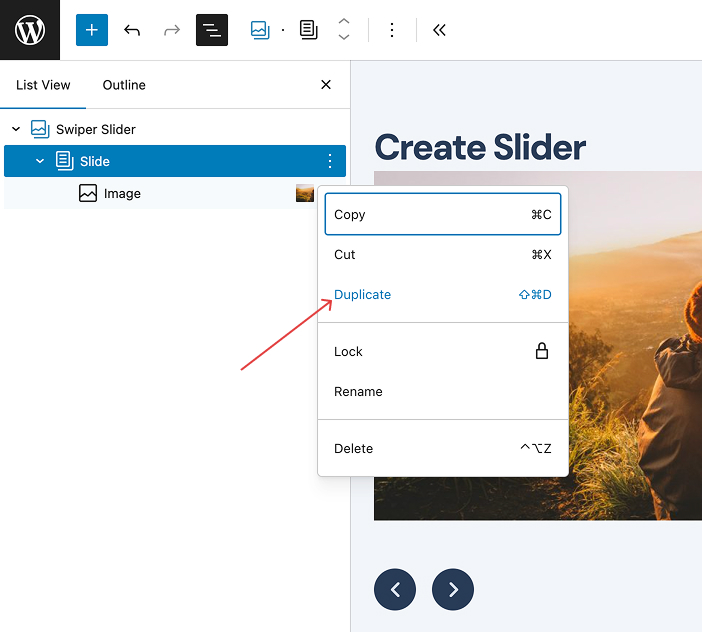 List View
Outline
Swiper Slider
Slide
Image
Create Slider
Copy ⌘C
Cut ⌘X
Duplicate ⇧⌘D
Lock
Rename
Delete ^⌥Z